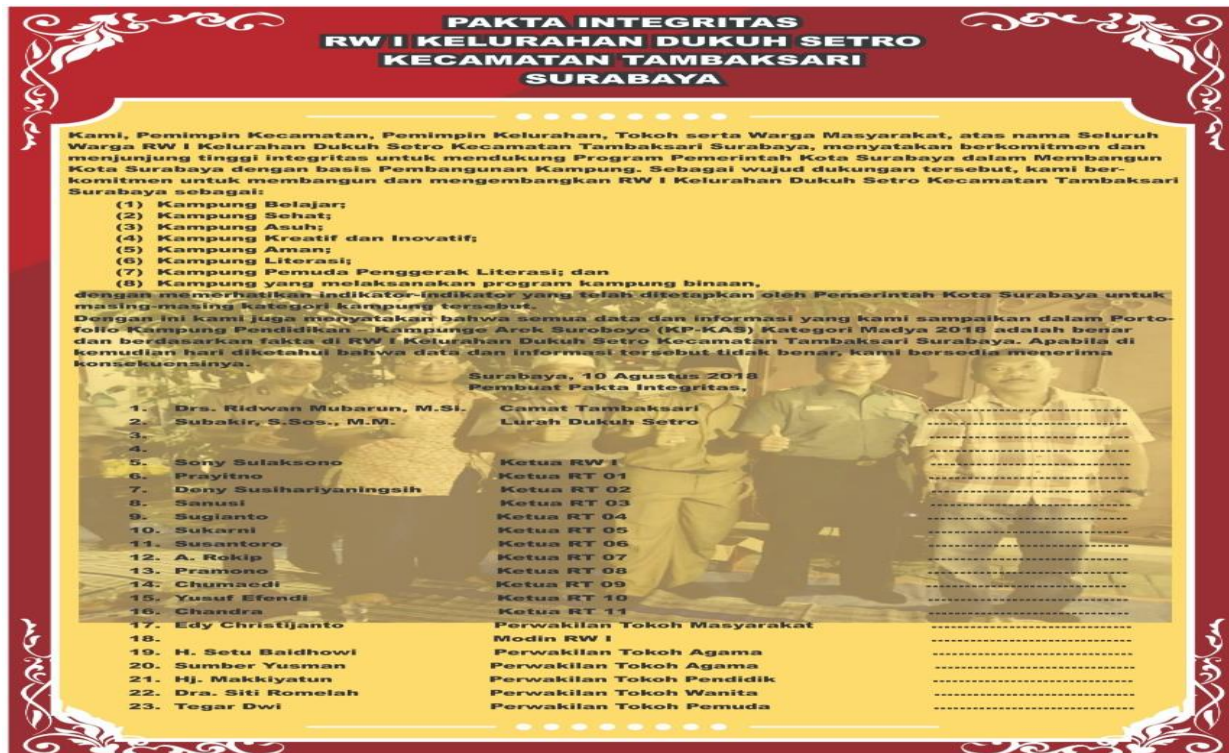 PAKTA INTEGRITAS
RW I KELURAHAN DUKUH SETRO
KECAMATAN TAMBAKSARI
SURABAYA
Kami, Pemimpin Kecamatan, Pemimpin Kelurahan, Tokoh serta Warga Masyarakat, atas nama Seluruh
Warga RW I Kelurahan Dukuh Setro Kecamatan Tambaksari Surabaya, menyatakan berkomitmen dan
menjunjung tinggi integritas untuk mendukung Program Pemerintah Kota Surabaya dalam Membangun
Kota Surabaya dengan basis Pembangunan Kampung. Sebagai wujud dukungan tersebut, kami ber-
komitmen untuk membangun dan mengembangkan RW I Kelurahan Dukuh Setro Kecamatan Tambaksari
Surabaya sebagai:
(1) Kampung Belajar;
(2) Kampung Sehat;
(3) Kampung Asuh;
(4) Kampung Kreatif dan Inovatif;
(5) Kampung Aman;
(6) Kampung Literasi;
(7) Kampung Pemuda Penggerak Literasi; dan
(8) Kampung yang melaksanakan program kampung binaan,
dengan memerhatikan indikator-indikator yang telah ditetapkan oleh Pemerintah Kota Surabaya untuk
masing-masing kategori kampung tersebut.
Dengan ini kami juga menyatakan bahwa semua data dan informasi yang kami sampaikan dalam Porto-
folio Kampung Pendidikan - Kampunge Arek Suroboyo (KP-KAS) Kategori Madya 2018 adalah benar
dan berdasarkan fakta di RW I Kelurahan Dukuh Setro Kecamatan Tambaksari Surabaya. Apabila di
kemudian hari diketahui bahwa data dan informasi tersebut tidak benar, kami bersedia menerima
konsekuensinya.
Surabaya, 10 Agustus 2018
Pembuat Pakta Integritas,
1. Drs. Ridwan Mubarun, M.Si. Camat Tambaksari --------------------
2. Subakir, S.Sos., M.M. Lurah Dukuh Setro --------------------
3. --------------------
4. --------------------
5. Sony Sulaksono Ketua RW I --------------------
6. Prayitno Ketua RT 01 --------------------
7. Deny Susihariyaningsih Ketua RT 02 --------------------
8. Sanusi Ketua RT 03 --------------------
9. Sugianto Ketua RT 04 --------------------
10. Sukarni Ketua RT 05 --------------------
11. Susantoro Ketua RT 06 --------------------
12. A. Rokip Ketua RT 07 --------------------
13. Pramono Ketua RT 08 --------------------
14. Chumaedi Ketua RT 09 --------------------
15. Yusuf Efendi Ketua RT 10 --------------------
16. Chandra Ketua RT 11 --------------------
17. Edy Christijanto Perwakilan Tokoh Masyarakat --------------------
18. Modin RW I --------------------
19. H. Setu Baidhowi Perwakilan Tokoh Agama --------------------
20. Sumber Yusman Perwakilan Tokoh Agama --------------------
21. Hj. Makkiyatun Perwakilan Tokoh Pendidik --------------------
22. Dra. Siti Romelah Perwakilan Tokoh Wanita --------------------
23. Tegar Dwi Perwakilan Tokoh Pemuda --------------------